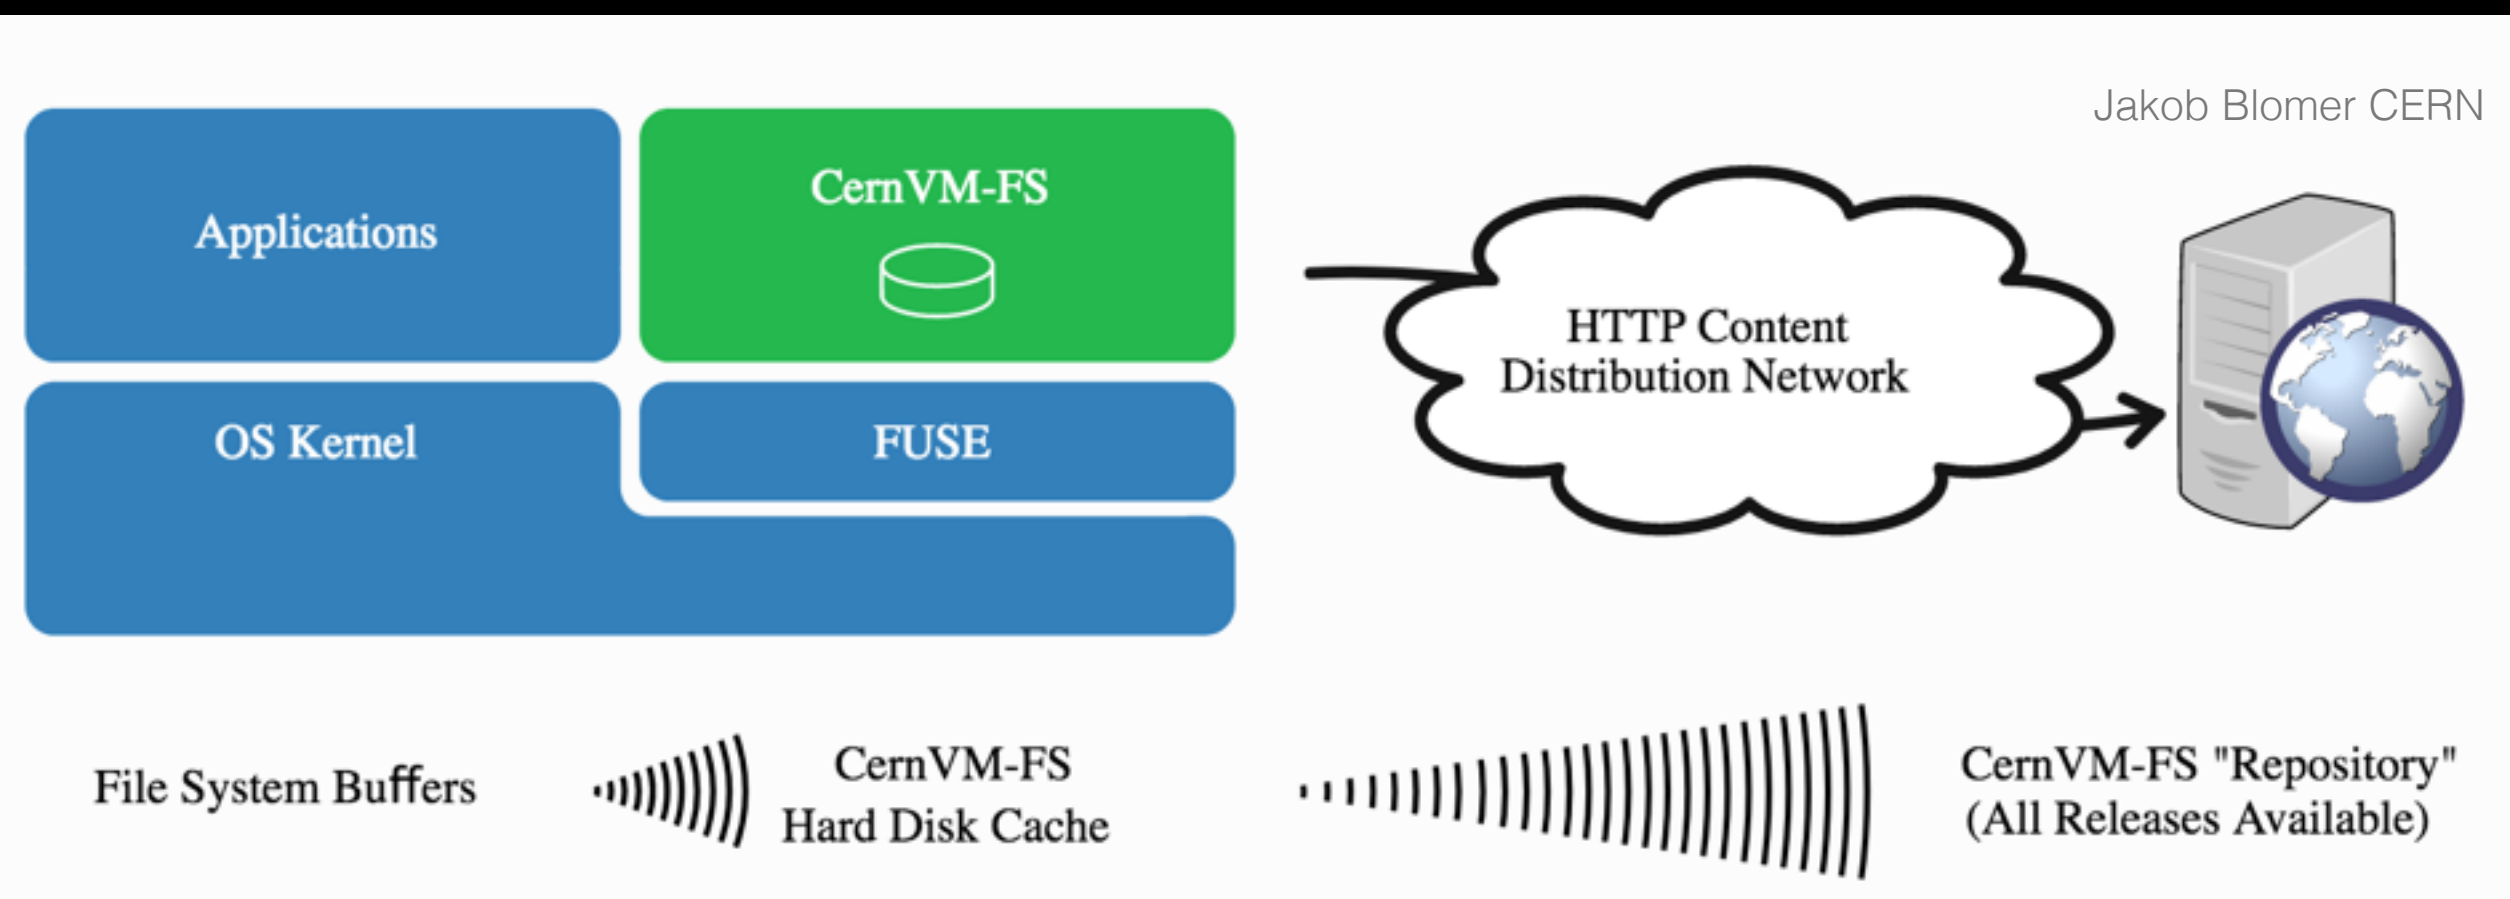 Jakob Blomer CERN
Applications
CernVM-FS
HTTP Content
Distribution Network
OS Kernel
FUSE
File System Buffers
CernVM-FS
Hard Disk Cache
CernVM-FS "Repository"
(All Releases Available)